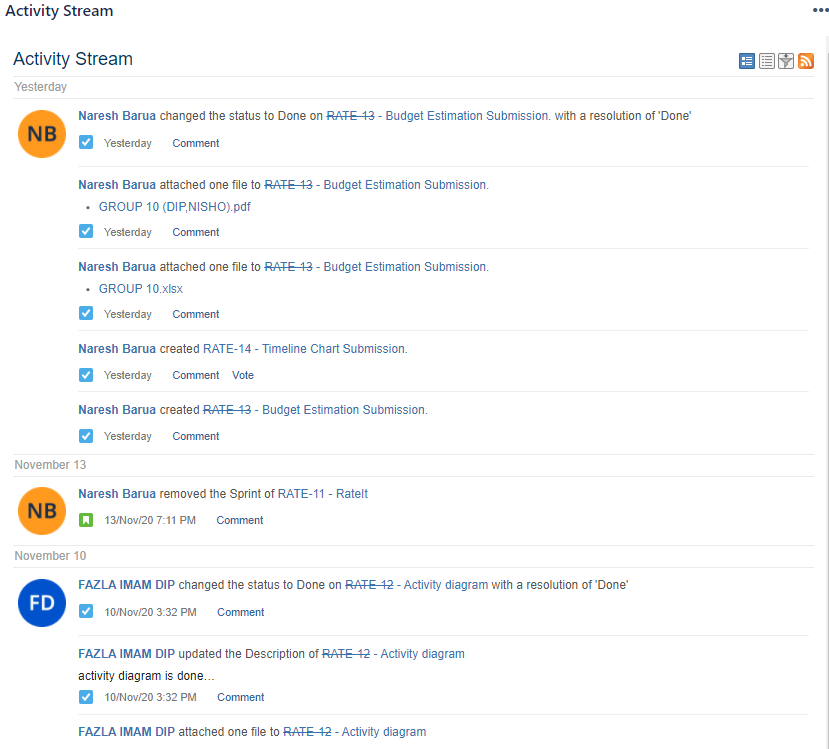 Activity Stream
Activity Stream
Yesterday
NB
Naresh Barua changed the status to Done on RATE-13 - Budget Estimation Submission. with a resolution of 'Done'
Yesterday Comment
Naresh Barua attached one file to RATE-13 - Budget Estimation Submission.
• GROUP 10 (DIP,NISHO).pdf
Yesterday Comment
Naresh Barua attached one file to RATE-13 - Budget Estimation Submission.
• GROUP 10.xlsx
Yesterday Comment
Naresh Barua created RATE-14 - Timeline Chart Submission.
Yesterday Comment Vote
Naresh Barua created RATE-13 - Budget Estimation Submission.
Yesterday Comment
November 13
NB
Naresh Barua removed the Sprint of RATE-11 - RateIt
13/Nov/20 7:11 PM Comment
November 10
FD
FAZLA IMAM DIP changed the status to Done on RATE-12 - Activity diagram with a resolution of 'Done'
10/Nov/20 3:32 PM Comment
FAZLA IMAM DIP updated the Description of RATE-12 - Activity diagram
activity diagram is done…
10/Nov/20 3:32 PM Comment
FAZLA IMAM DIP attached one file to RATE-12 - Activity diagram